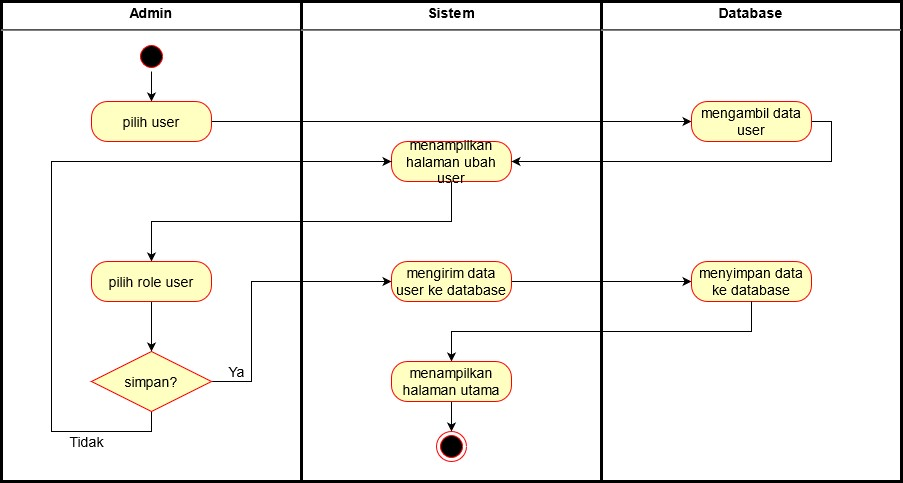 Admin
Sistem
Database
pilih user
mengambil data
user
menampilkan
halaman ubah
user
pilih role user
mengirim data
user ke database
menyimpan data
ke database
simpan?
Ya
menampilkan
halaman utama
Tidak